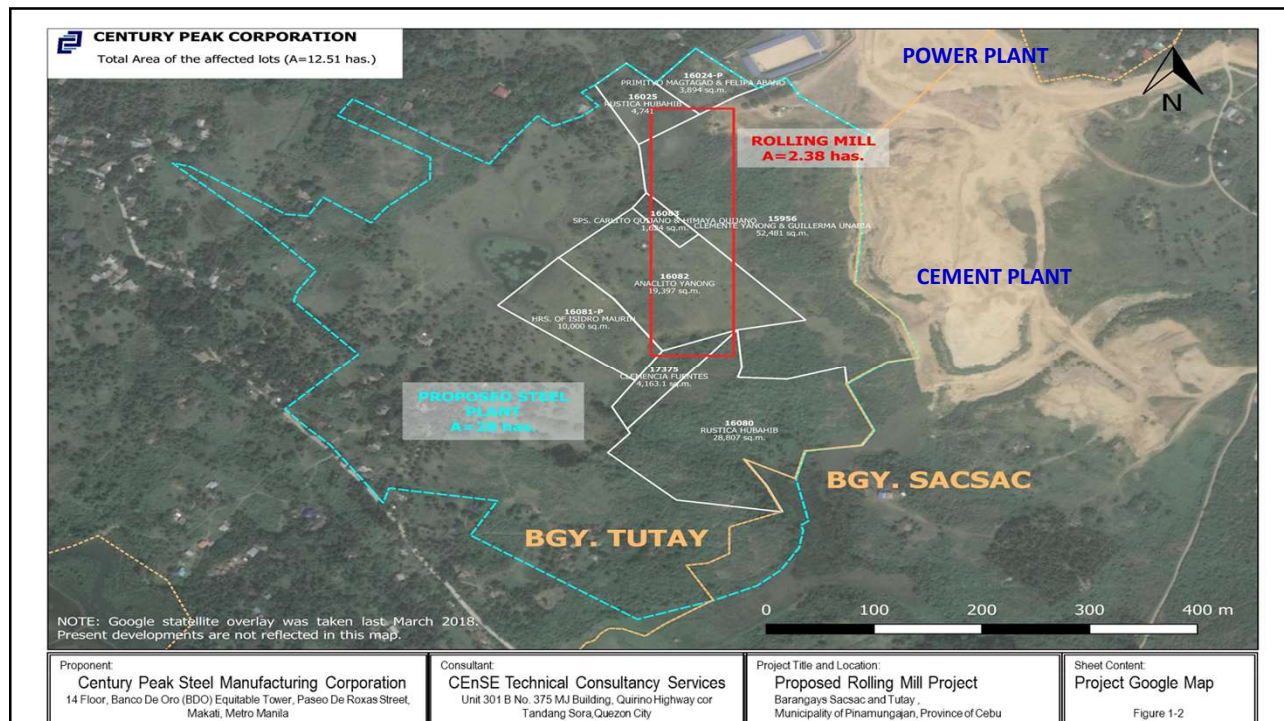 CENTURY PEAK CORPORATION
Total Area of the affected lots (A=12.51 has.)
POWER PLANT
N
16024-P
PRIMITIVO MAGTAGAD & FELIPA ABANO
3,894 sq.m.
16025
RUSTICA HUBAHIB
4,741
ROLLING MILL
A=2.38 has.
16083
SPS. CARLITO QUIJANO & HIMAYA QUIJANO
15956
CLEMENTE YANONG & GUILLERMA UNABIA
52,481 sq.m.
CEMENT PLANT
16082
ANACLITO YANONG
19,397 sq.m.
16081-P
HRS. OF ISIDRO MAURIN
10,000 sq.m.
17375
CLEMENCIA FUENTES
4,163.1 sq.m.
PROPOSED STEEL
PLANT
A=28 has.
16080
RUSTICA HUBAHIB
28,807 sq.m.
BGY. SACSAC
BGY. TUTAY
0 100 200 300 400 m
NOTE: Google statellite overlay was taken last March 2018.
Present developments are not reflected in this map.
Proponent:
Century Peak Steel Manufacturing Corporation
14 Floor, Banco De Oro (BDO) Equitable Tower, Paseo De Roxas Street,
Makati, Metro Manila
Consultant:
CEnSE Technical Consultancy Services
Unit 301 B No. 375 MJ Building, Quirino Highway cor
Tandang Sora,Quezon City
Project Title and Location:
Proposed Rolling Mill Project
Barangays Sacsac and Tutay ,
Municipality of Pinamungajan, Province of Cebu
Sheet Content:
Project Google Map
Figure 1-2